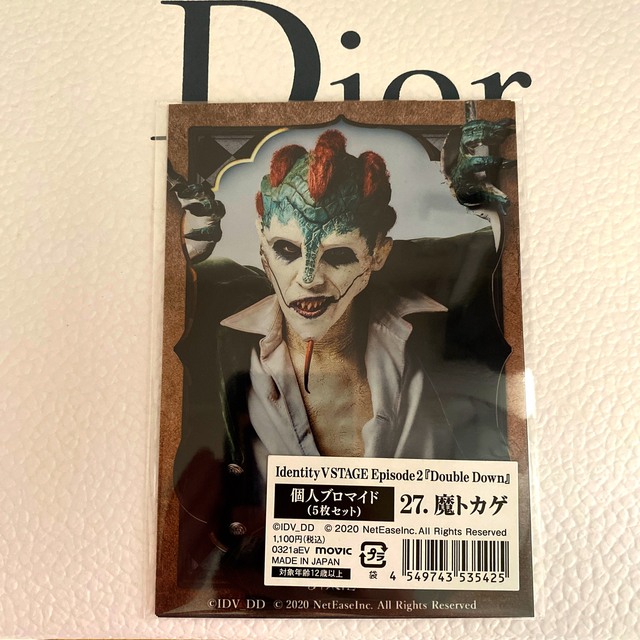 Dior
Identity V STAGE Episode2『Double Down』
個人ブロマイド
(5枚セット)
27. 魔トカゲ
©IDV_DD © 2020 NetEaseInc. All Rights Reserved
1,100円(税込)
0321aEV movic
MADE IN JAPAN
対象年齢12歳以上
プラ
袋 4 549743 535425
©IDV_DD © 2020 NetEaseInc. All Rights Reserved